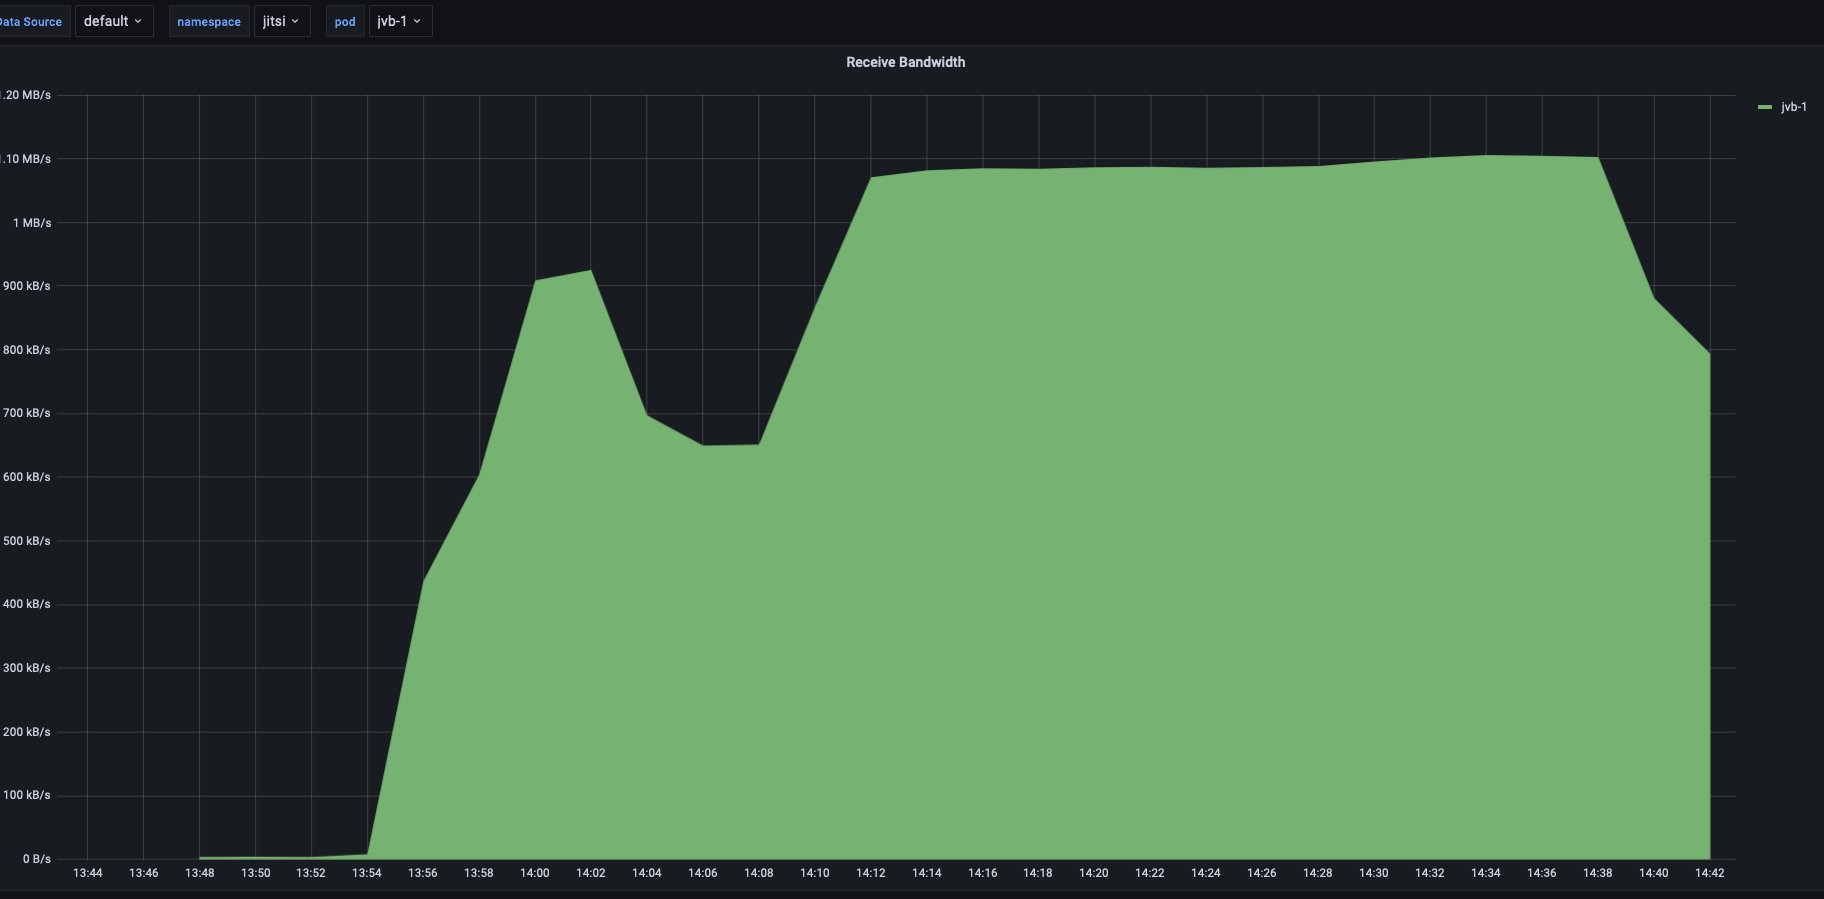 Data Source default namespace jitsi pod jvb-1
Receive Bandwidth
.20 MB/s
.10 MB/s
1 MB/s
900 kB/s
800 kB/s
700 kB/s
600 kB/s
500 kB/s
400 kB/s
300 kB/s
200 kB/s
100 kB/s
0 B/s
13:44 13:46 13:48 13:50 13:52 13:54 13:56 13:58 14:00 14:02 14:04 14:06 14:08 14:10 14:12 14:14 14:16 14:18 14:20 14:22 14:24 14:26 14:28 14:30 14:32 14:34 14:36 14:38 14:40 14:42
jvb-1